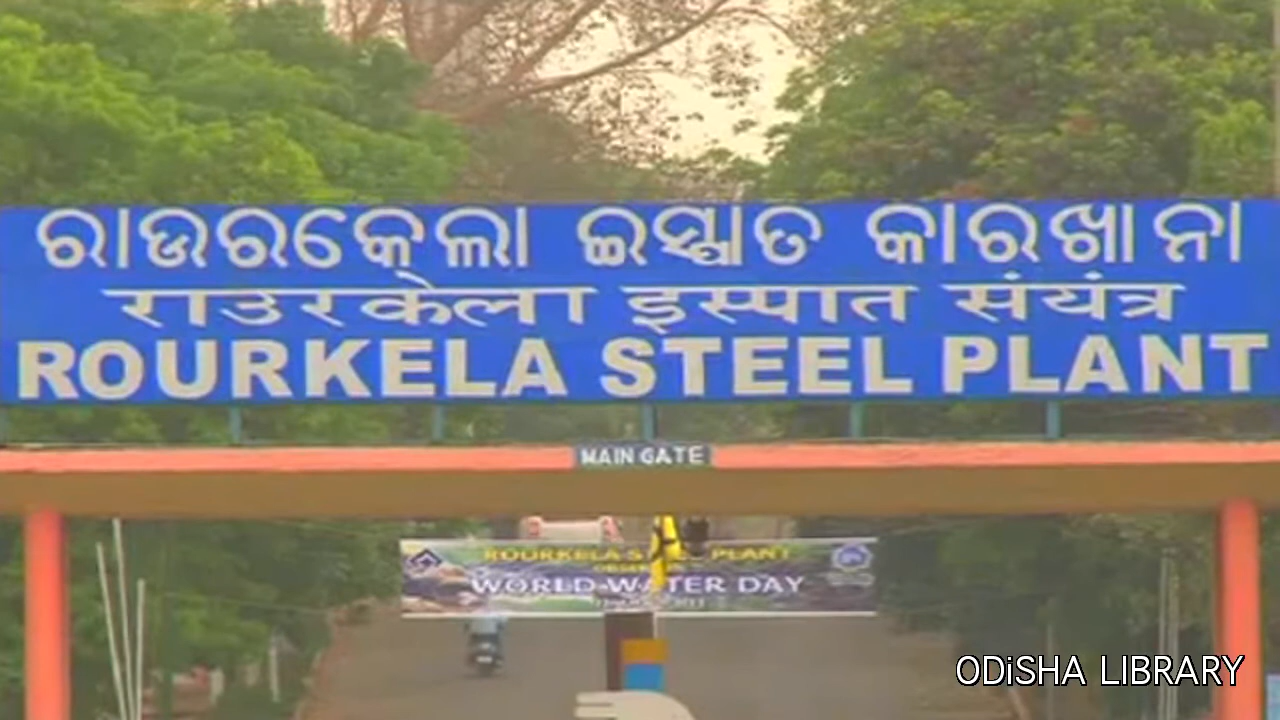 ରାଉରକେଲା ଇସ୍ପାତ କାରଖାନା
राउरकेला इस्पात संयंत्र
ROURKELA STEEL PLANT
MAIN GATE
ROURKELA PLANT
WORLD WATER DAY
ODiSHA LIBRARY